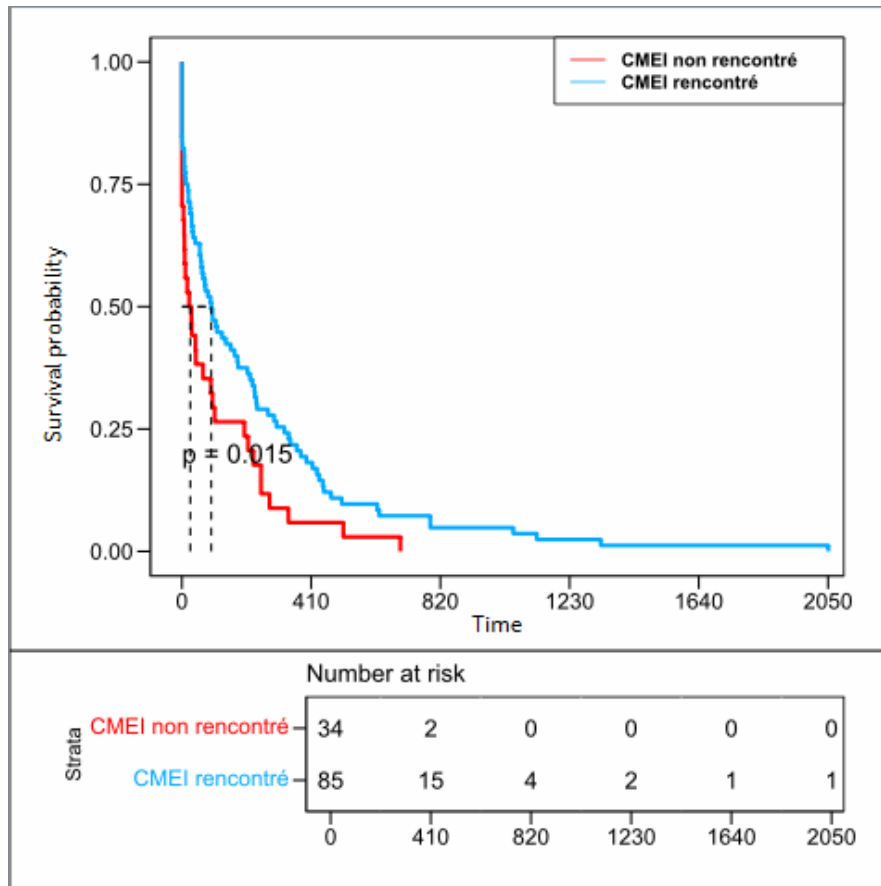 CMEI non rencontré
CMEI rencontré
1.00
0.75
0.50
0.25
0.00
Survival probability
p = 0.015
0 410 820 1230 1640 2050
Time
Number at risk
Strata
CMEI non rencontré 34 2 0 0 0 0
CMEI rencontré 85 15 4 2 1 1
0 410 820 1230 1640 2050